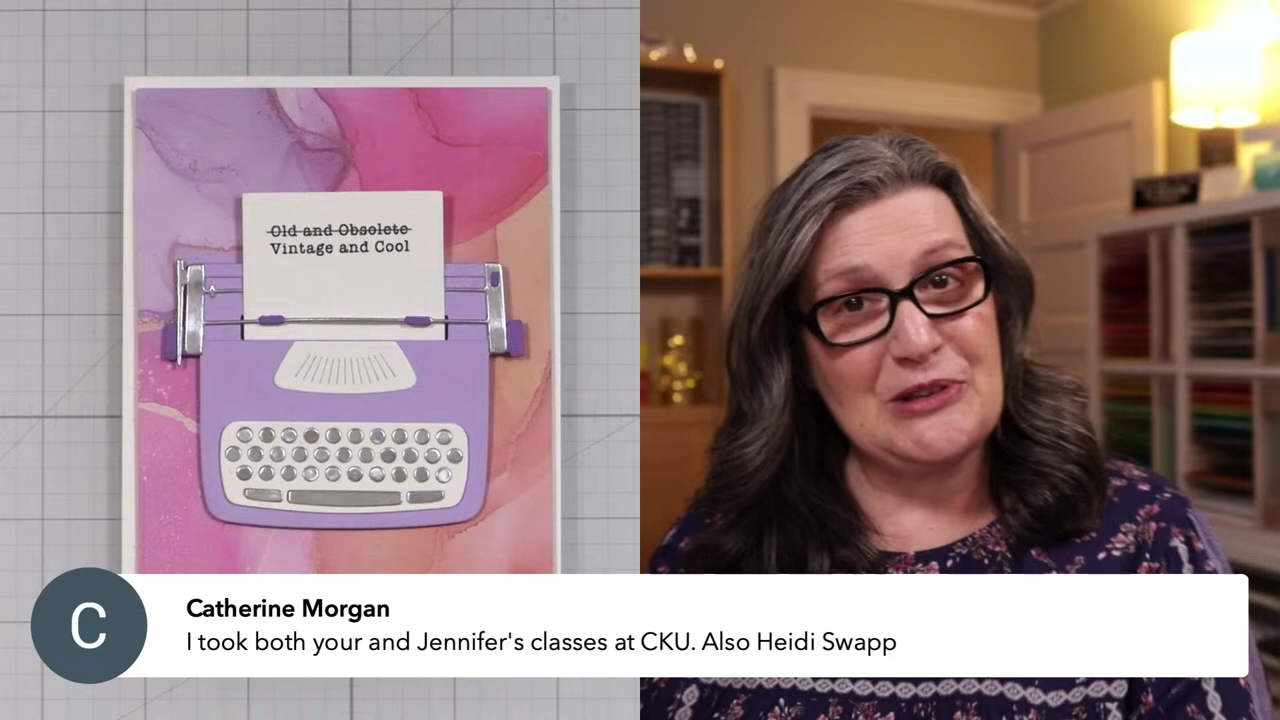 Old and Obsolete
Vintage and Cool
C
Catherine Morgan
I took both your and Jennifer's classes at CKU. Also Heidi Swapp